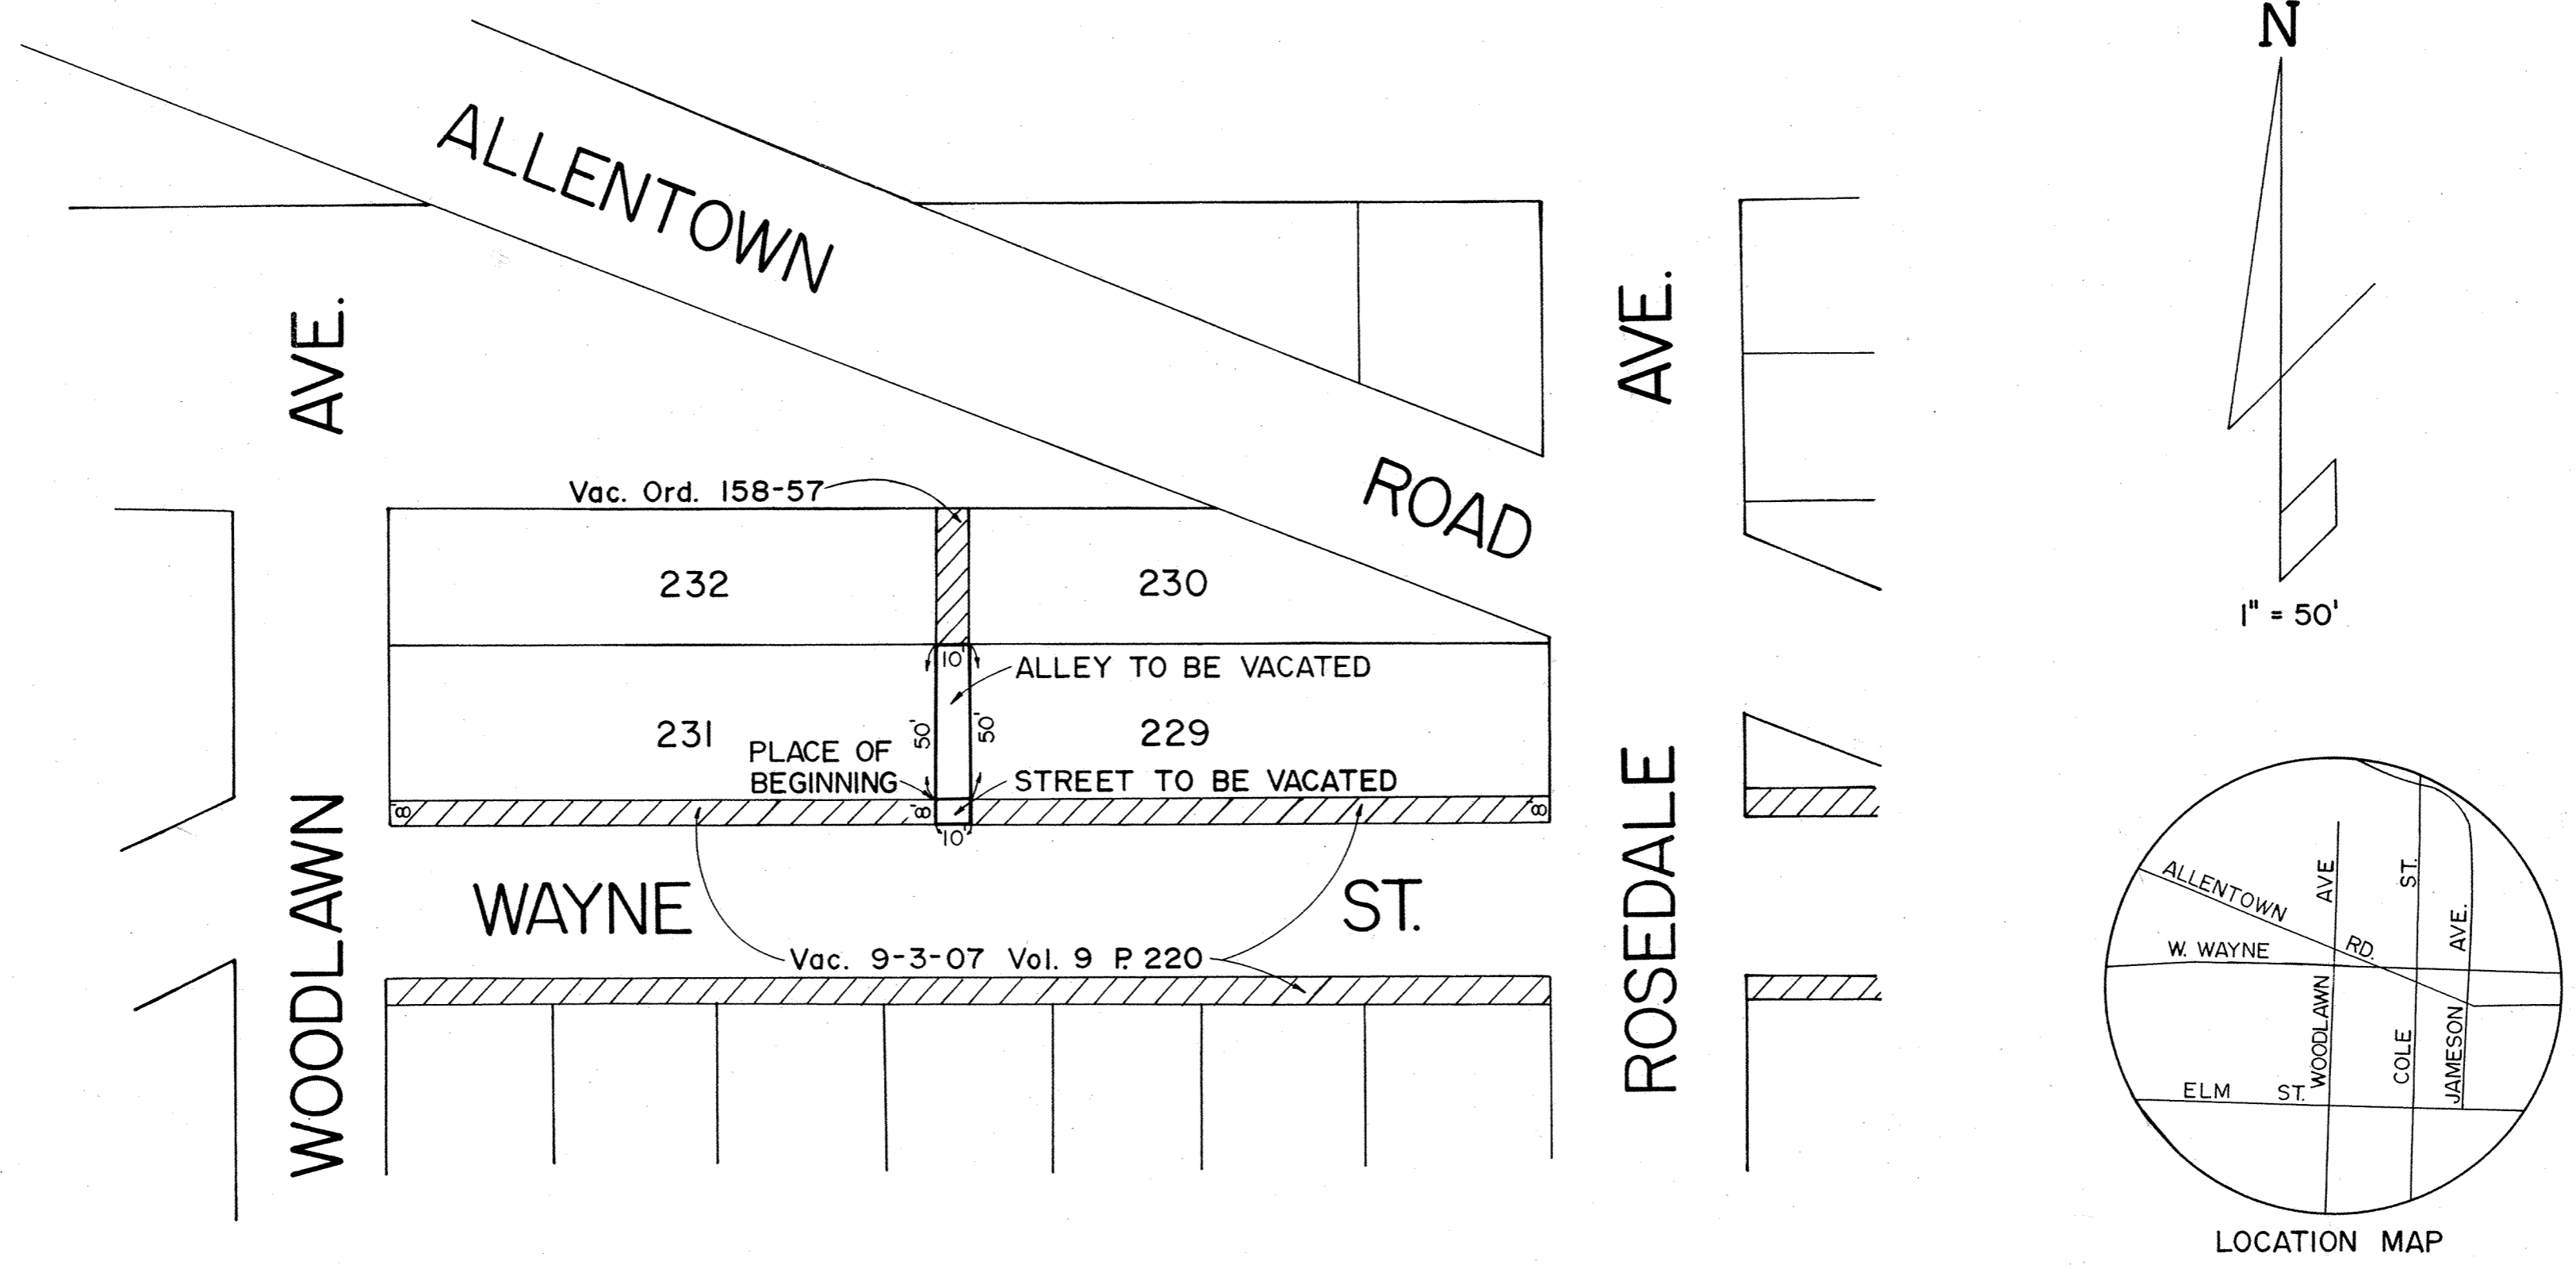 N
ALLENTOWN
ROAD
AVE.
AVE.
1" = 50'
Vac. Ord. 158-57
232
230
10'
ALLEY TO BE VACATED
231
50'
50'
229
PLACE OF
BEGINNING
STREET TO BE VACATED
8'
8'
8'
10'
WOODLAWN
WAYNE ST.
ROSEDALE
Vac. 9-3-07 Vol. 9 P. 220
ALLENTOWN
RD.
AVE
ST.
AVE.
W. WAYNE
WOODLAWN
COLE
JAMESON
ELM ST.
LOCATION MAP